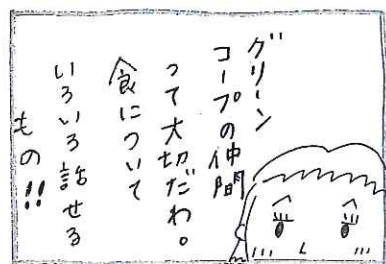 グリーン
コープの仲間
って大切だわ。
食について
いろいろ話せる
もの!!